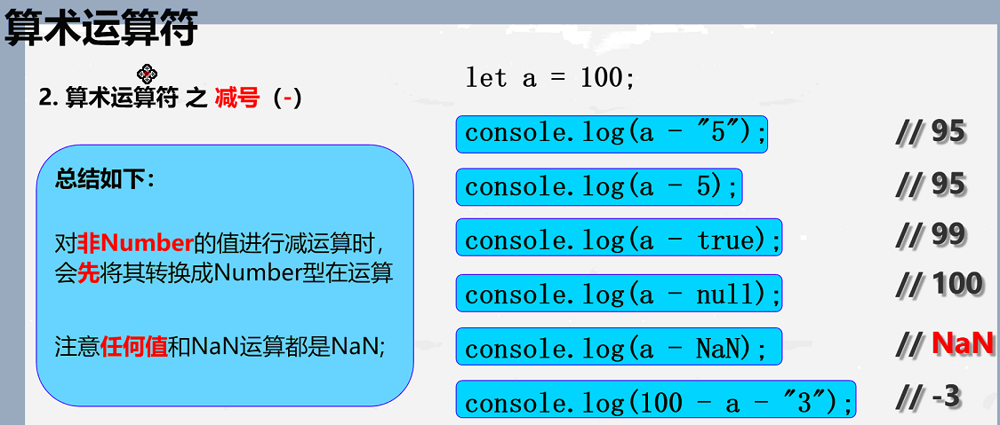 算术运算符
2. 算术运算符 之 减号（-）
总结如下：
对非Number的值进行减运算时，
会先将其转换成Number型在运算
注意任何值和NaN运算都是NaN;
let a = 100;
console.log(a - "5"); // 95
console.log(a - 5); // 95
console.log(a - true); // 99
console.log(a - null); // 100
console.log(a - NaN); // NaN
console.log(100 - a - "3"); // -3